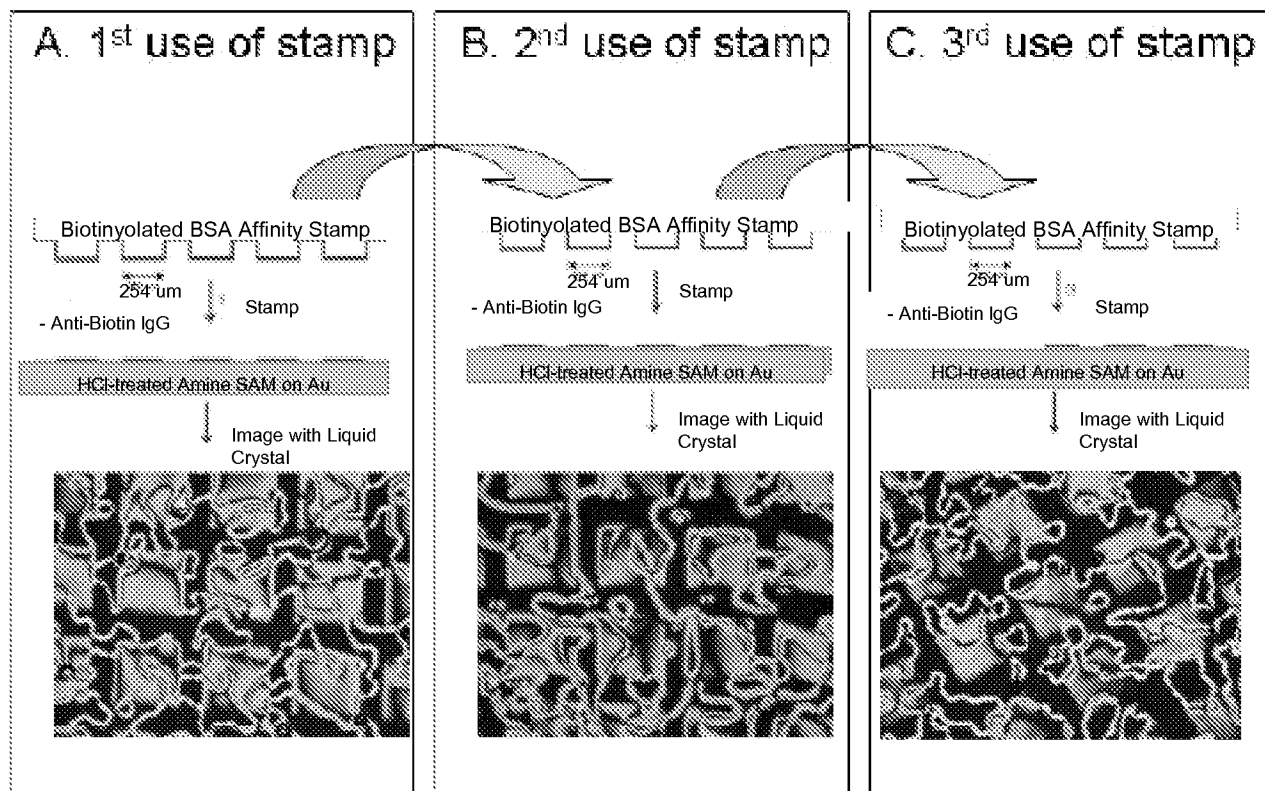 A. 1st use of stamp
Biotinyolated BSA Affinity Stamp
254 um
Stamp
- Anti-Biotin IgG
HCl-treated Amine SAM on Au
Image with Liquid
Crystal
B. 2nd use of stamp
Biotinyolated BSA Affinity Stamp
254 um
Stamp
- Anti-Biotin IgG
HCl-treated Amine SAM on Au
Image with Liquid
Crystal
C. 3rd use of stamp
Biotinyolated BSA Affinity Stamp
254 um
Stamp
- Anti-Biotin IgG
HCl-treated Amine SAM on Au
Image with Liquid
Crystal